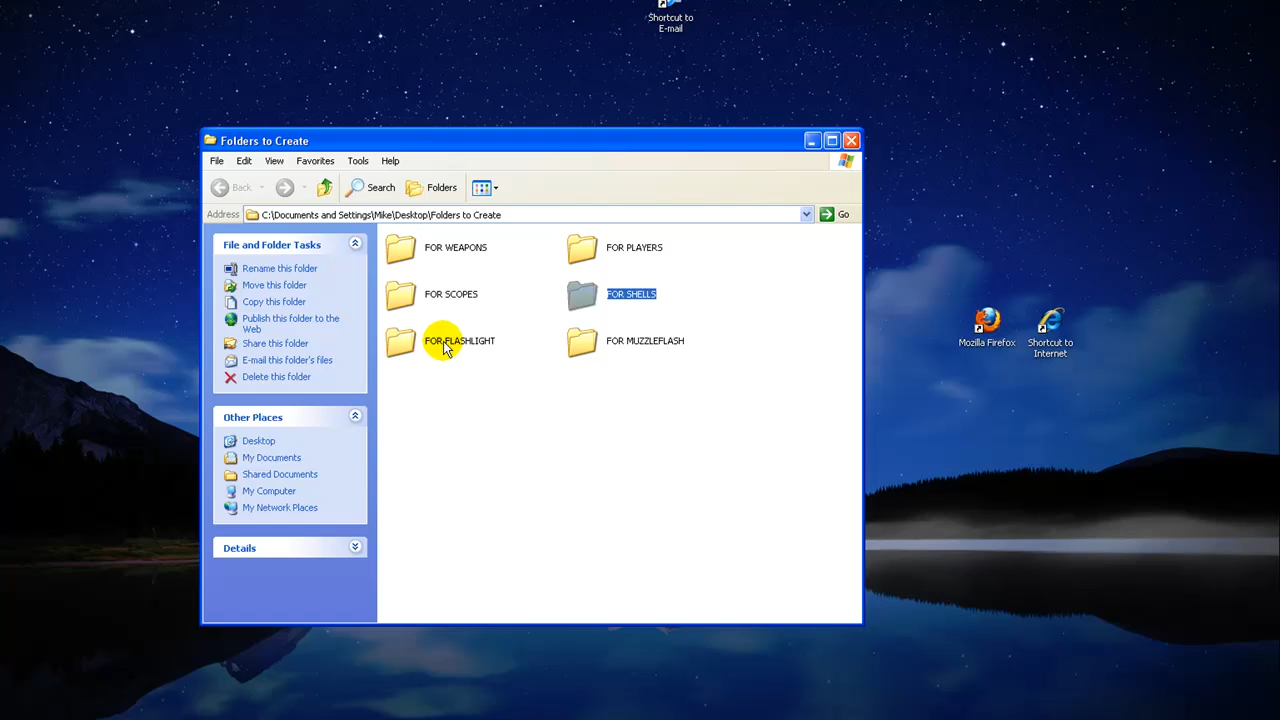 Shortcut to
E-mail
Folders to Create
File Edit View Favorites Tools Help
Back Search Folders
Address C:\Documents and Settings\Mike\Desktop\Folders to Create Go
File and Folder Tasks
Rename this folder
Move this folder
Copy this folder
Publish this folder to the
Web
Share this folder
E-mail this folder's files
Delete this folder
Other Places
Desktop
My Documents
Shared Documents
My Computer
My Network Places
Details
FOR WEAPONS
FOR PLAYERS
FOR SCOPES
FOR SHELLS
FOR FLASHLIGHT
FOR MUZZLEFLASH
Mozilla Firefox
Shortcut to
Internet